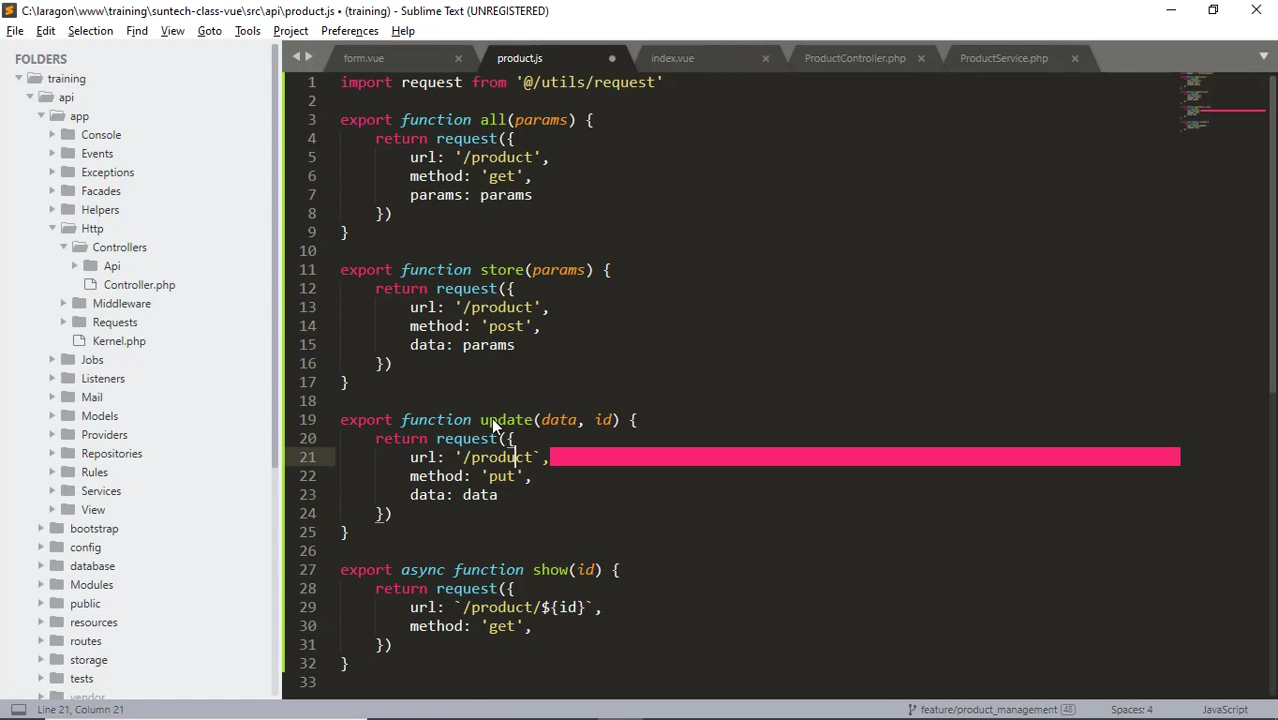 C:\laragon\www\training\suntech-class-vue\src\api\product.js • (training) - Sublime Text (UNREGISTERED)
File Edit Selection Find View Goto Tools Project Preferences Help
FOLDERS
training
api
app
Console
Events
Exceptions
Facades
Helpers
Http
Controllers
Api
Controller.php
Middleware
Requests
Kernel.php
Jobs
Listeners
Mail
Models
Providers
Repositories
Rules
Services
View
bootstrap
config
database
Modules
public
resources
routes
storage
tests
vendor
form.vue product.js index.vue ProductController.php ProductService.php
1 import request from '@/utils/request'
2
3 export function all(params) {
4 return request({
5 url: '/product',
6 method: 'get',
7 params: params
8 })
9 }
10
11 export function store(params) {
12 return request({
13 url: '/product',
14 method: 'post',
15 data: params
16 })
17 }
18
19 export function update(data, id) {
20 return request({
21 url: '/product`,
22 method: 'put',
23 data: data
24 })
25 }
26
27 export async function show(id) {
28 return request({
29 url: `/product/${id}`,
30 method: 'get',
31 })
32 }
33
Line 21, Column 21 feature/product_management 48 Spaces: 4 JavaScript